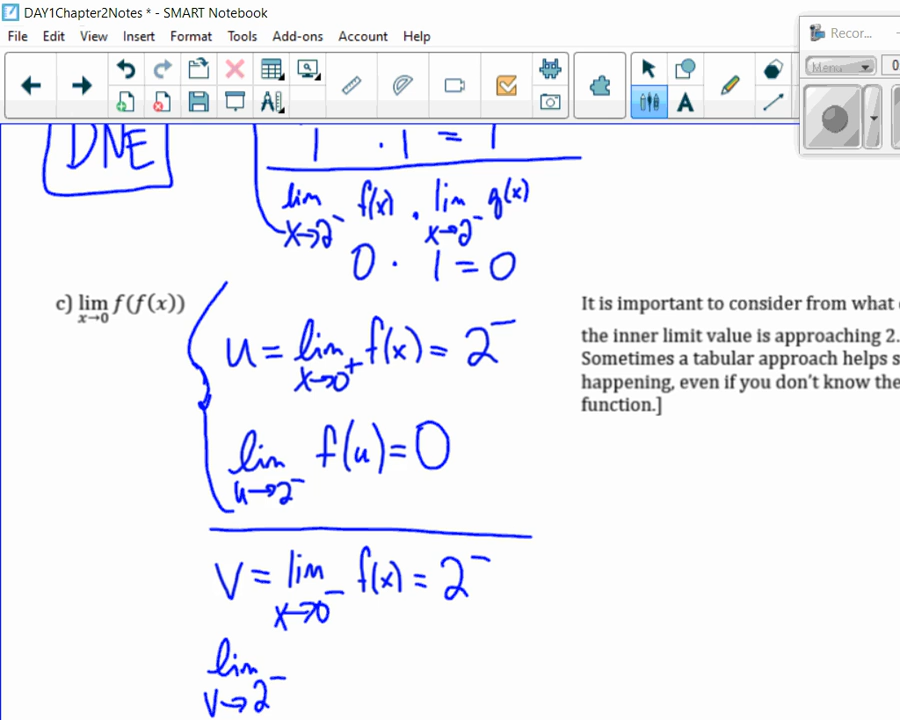 DAY1Chapter2Notes * - SMART Notebook
File Edit View Insert Format Tools Add-ons Account Help
Recor...
Menu
DNE
1 · 1 = 1
lim x→2⁻ f(x) · lim x→2⁻ g(x)
0 · 1 = 0
c) lim x→0 f(f(x))
u = lim x→0⁺ f(x) = 2⁻
lim u→2⁻ f(u) = 0
V = lim x→0⁻ f(x) = 2⁻
lim V→2⁻
It is important to consider from what
the inner limit value is approaching 2.
Sometimes a tabular approach helps s
happening, even if you don't know the
function.]